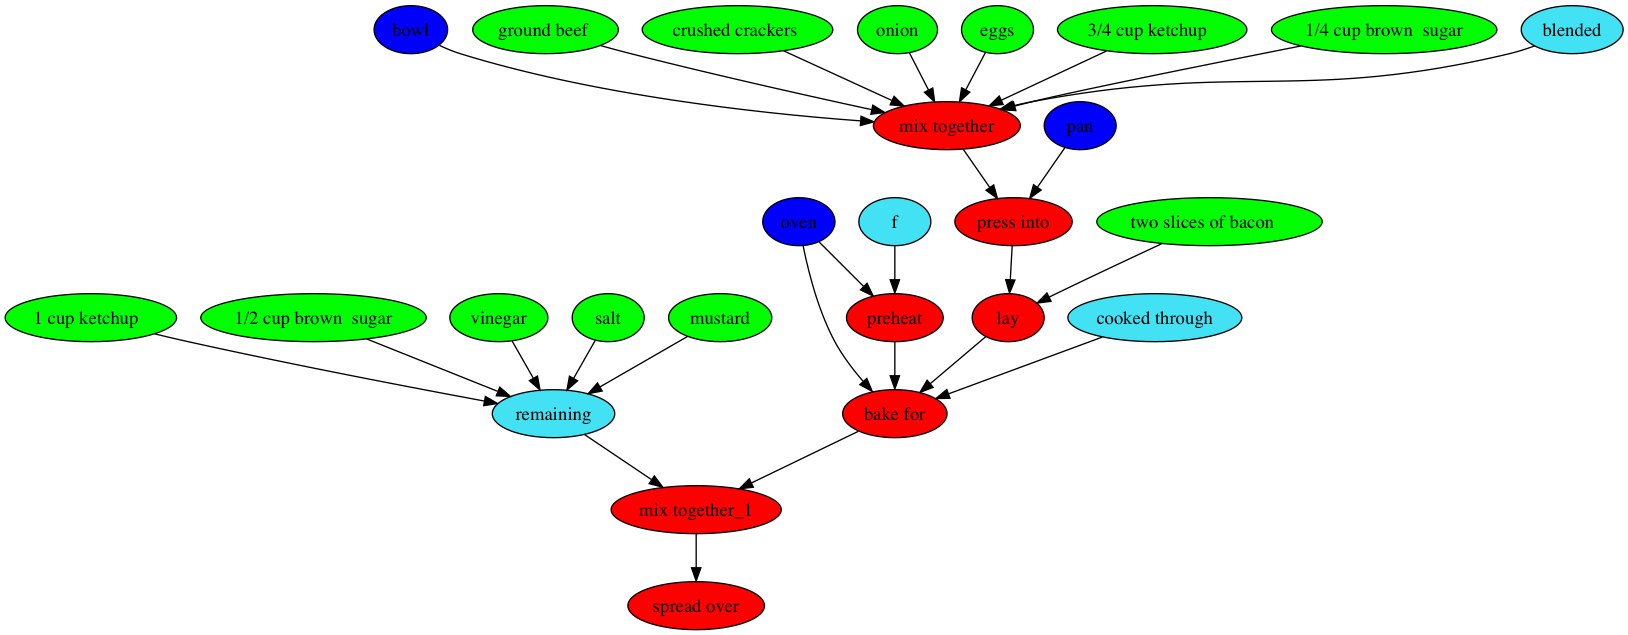 bowl
ground beef
crushed crackers
onion
eggs
3/4 cup ketchup
1/4 cup brown  sugar
blended
mix together
pan
oven
f
press into
two slices of bacon
1 cup ketchup
1/2 cup brown  sugar
vinegar
salt
mustard
preheat
lay
cooked through
remaining
bake for
mix together_1
spread over